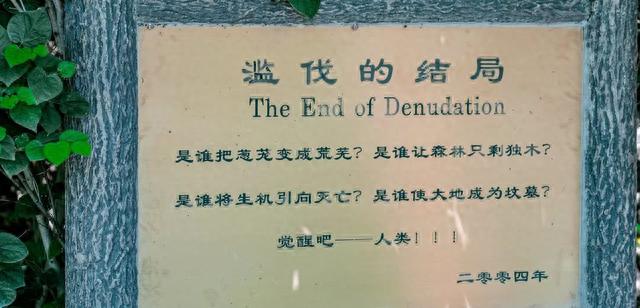 滥伐的结局
The End of Denudation
是谁把葱茏变成荒芜？是谁让森林只剩独木？
是谁将生机引向灭亡？是谁使大地成为坟墓？
觉醒吧——人类！！！
二零零四年